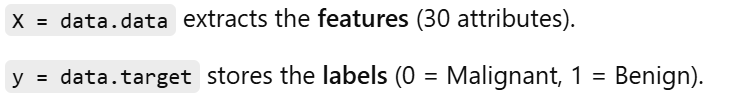 X = data.data extracts the features (30 attributes).
y = data.target stores the labels (0 = Malignant, 1 = Benign).